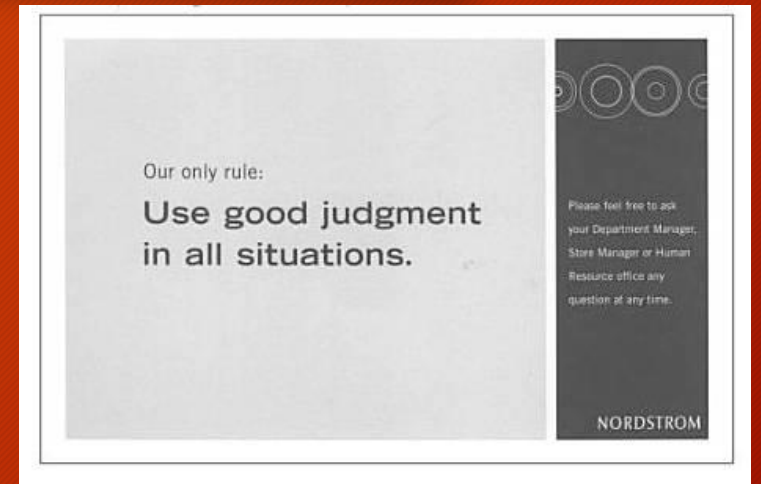 Our only rule:
Use good judgment
in all situations.
Please feel free to ask
your Department Manager,
Store Manager or Human
Resource office any
question at any time.
NORDSTROM